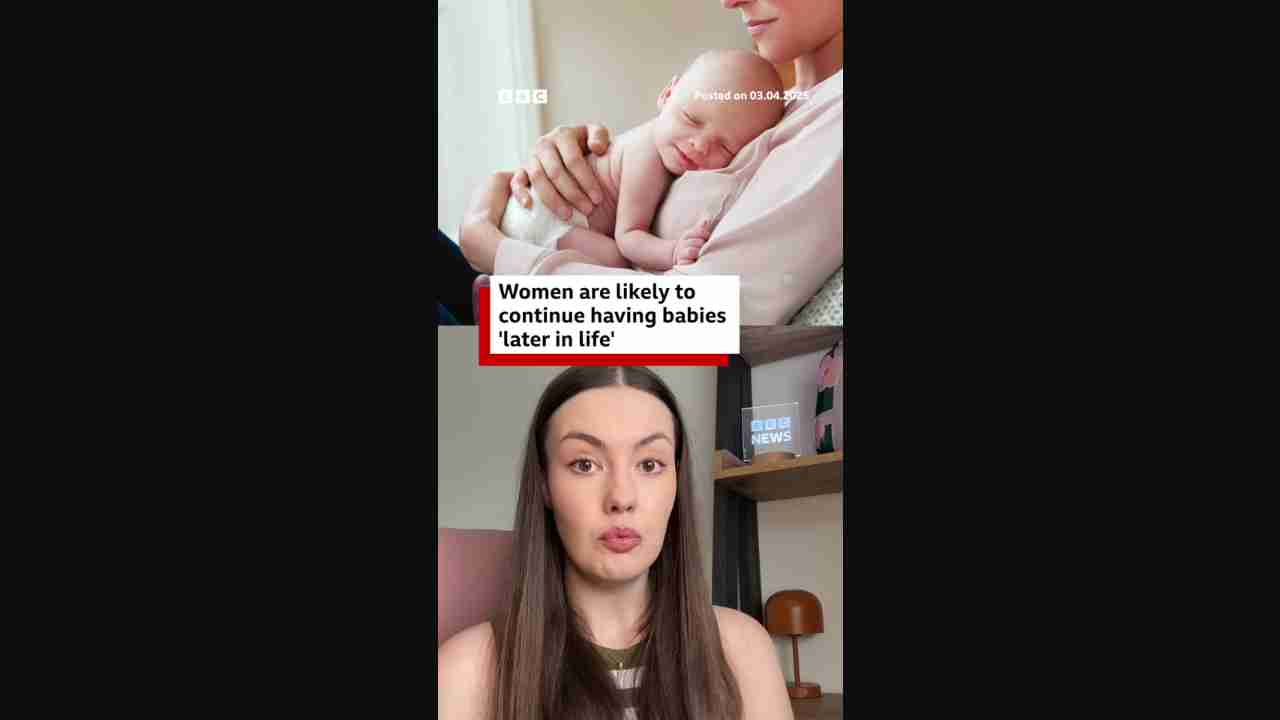 BBC
Posted on 03.04.2025
Women are likely to
continue having babies
'later in life'
BBC
NEWS